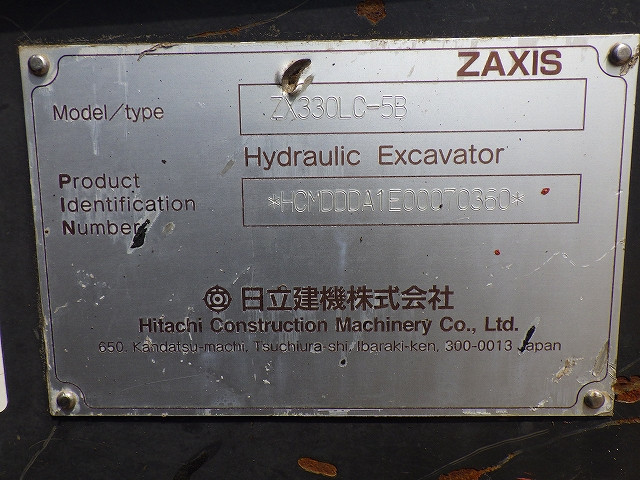 ZAXIS
Model/type
ZX330LC-5B
Hydraulic Excavator
Product
Identification
Number
*HCMDDDA1E00070360*
日立建機株式会社
Hitachi Construction Machinery Co., Ltd.
650, Kandatsu-machi, Tsuchiura-shi, Ibaraki-ken, 300-0013 Japan